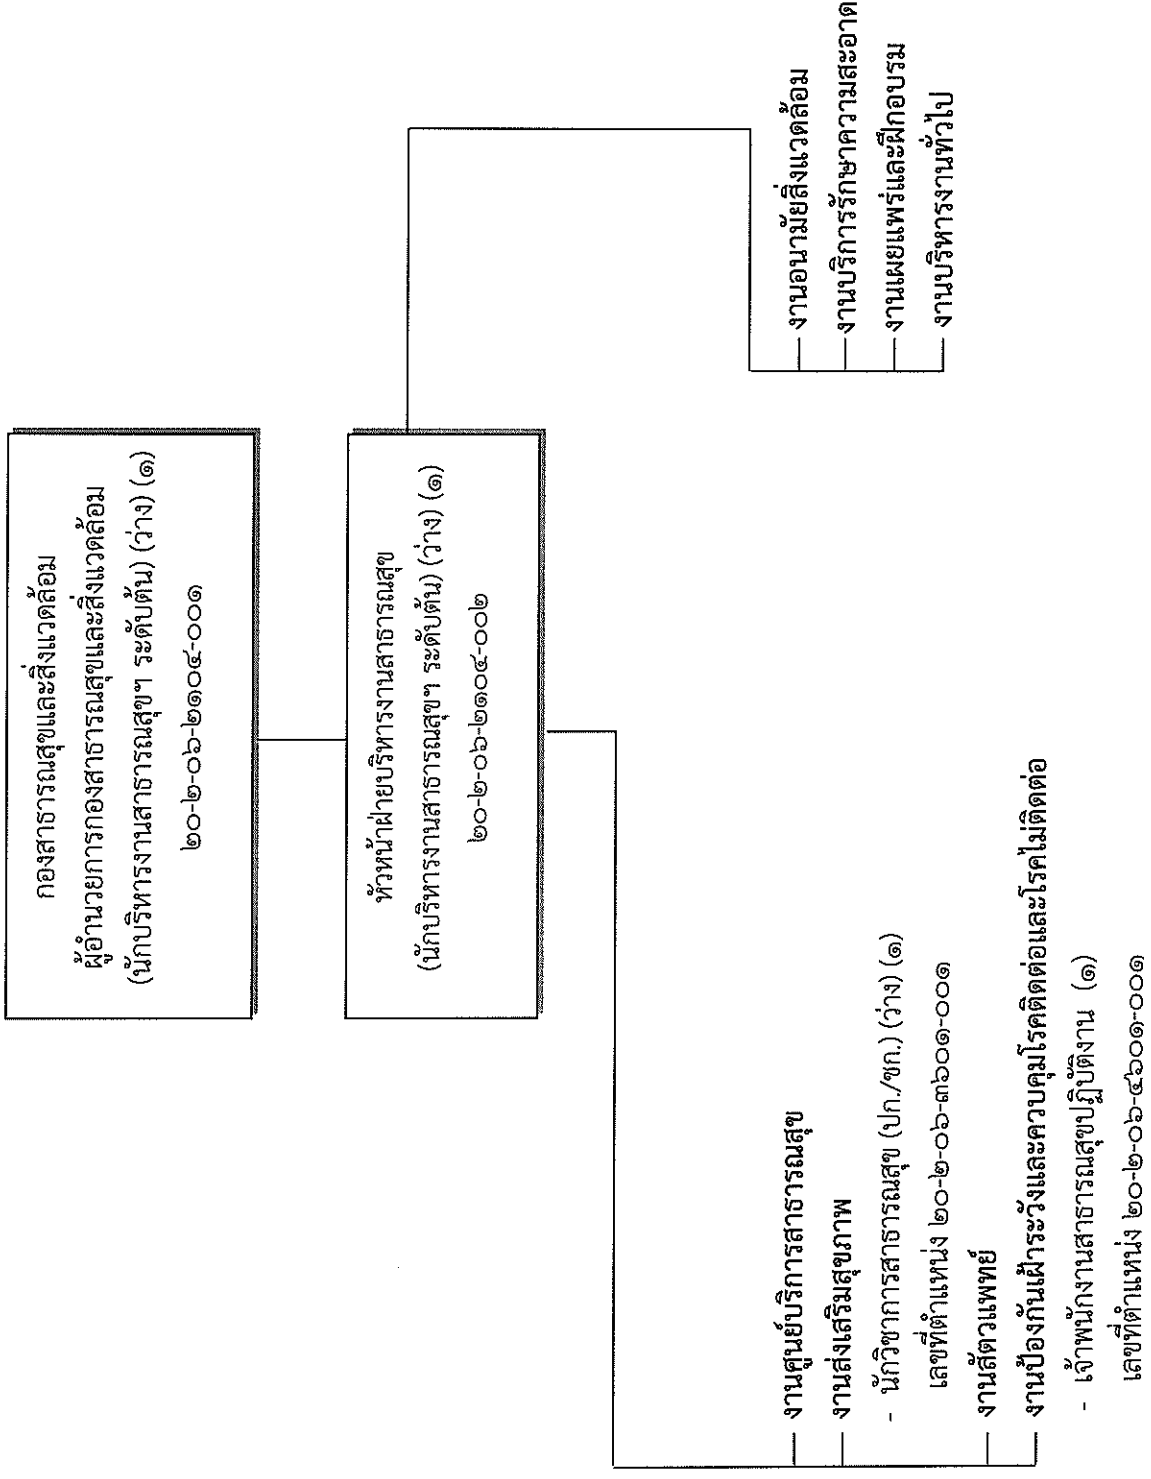 กองสาธารณสุขและสิ่งแวดล้อม
ผู้อำนวยการกองสาธารณสุขและสิ่งแวดล้อม
(นักบริหารงานสาธารณสุขฯ ระดับต้น) (ว่าง) (๑)
๒๐-๒-๐๖-๒๑๐๔-๐๐๑
หัวหน้าฝ่ายบริหารงานสาธารณสุข
(นักบริหารงานสาธารณสุขฯ ระดับต้น) (ว่าง) (๑)
๒๐-๒-๐๖-๒๑๐๔-๐๐๒
งานศูนย์บริการสาธารณสุข
งานส่งเสริมสุขภาพ
- นักวิชาการสาธารณสุข (ปก./ชก.) (ว่าง) (๑)
เลขที่ตำแหน่ง ๒๐-๒-๐๖-๓๖๐๑-๐๐๑
งานสัตวแพทย์
งานป้องกันเฝ้าระวังและควบคุมโรคติดต่อและโรคไม่ติดต่อ
- เจ้าพนักงานสาธารณสุขปฏิบัติงาน (๑)
เลขที่ตำแหน่ง ๒๐-๒-๐๖-๔๖๐๑-๐๐๑
งานอนามัยสิ่งแวดล้อม
งานบริการรักษาความสะอาด
งานเผยแพร่และฝึกอบรม
งานบริหารงานทั่วไป